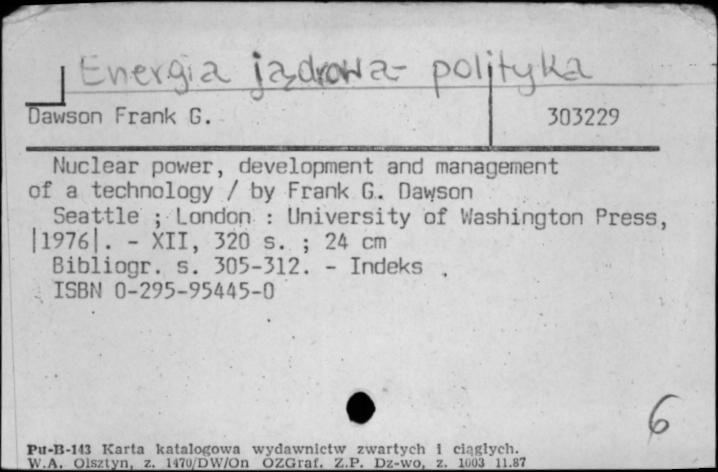 Energia jądrowa - polityka
Dawson Frank G. 303229
Nuclear power, development and management
of a technology / by Frank G. Dawson
Seattle ; London : University of Washington Press,
|1976|. - XII, 320 s. ; 24 cm
Bibliogr. s. 305-312. - Indeks
ISBN 0-295-95445-0
6
Pu-B-143 Karta katalogowa wydawnictw zwartych i ciągłych.
W.A. Olsztyn, z. 1470/DW/On OZGraf. Z.P. Dz-wo, z. 1003 11.87